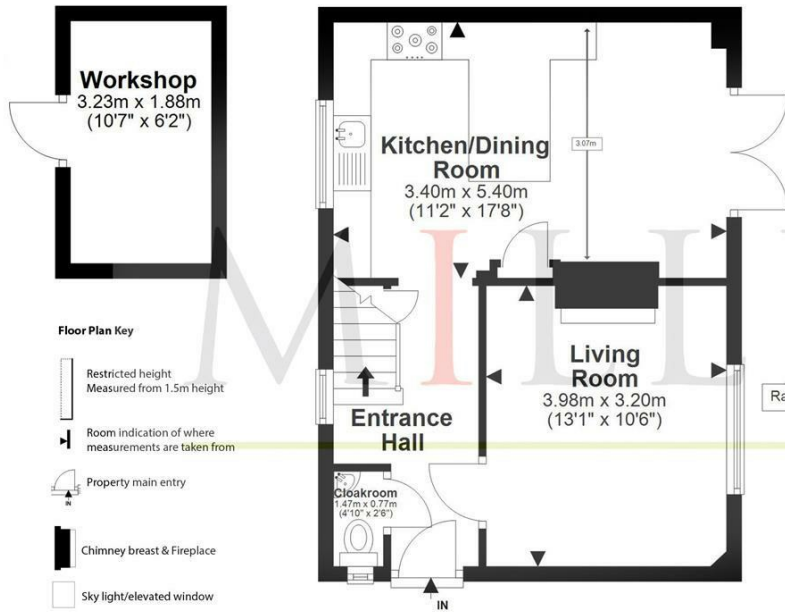 Workshop
3.23m x 1.88m
(10'7" x 6'2")
Kitchen/Dining
Room
3.40m x 5.40m
(11'2" x 17'8")
3.07m
MILL
Floor Plan Key
Restricted height
Measured from 1.5m height
Room indication of where
measurements are taken from
Property main entry
IN
Chimney breast & Fireplace
Sky light/elevated window
Entrance
Hall
Living
Room
3.98m x 3.20m
(13'1" x 10'6")
Ra
Cloakroom
1.47m x 0.77m
(4'10" x 2'6")
IN